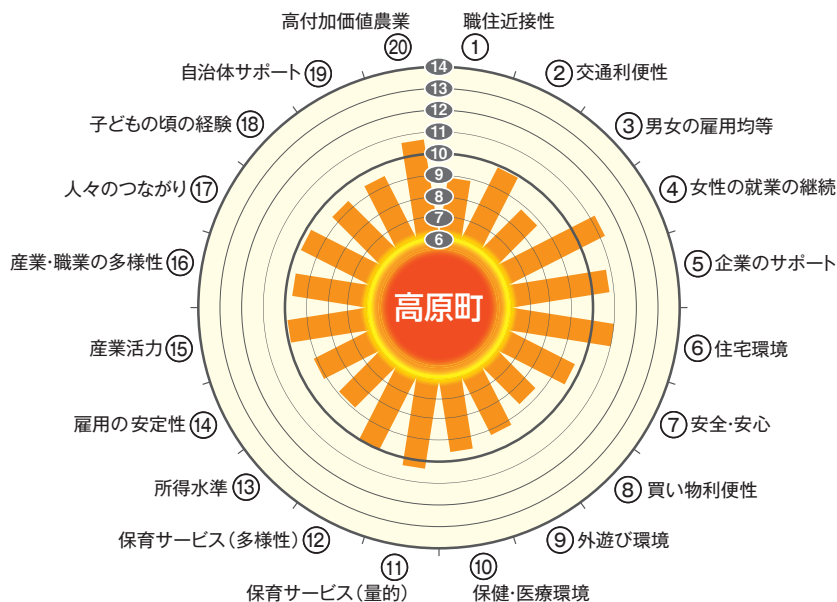 高付加価値農業
⑳
職住近接性
①
② 交通利便性
③ 男女の雇用均等
④ 女性の就業の継続
⑤ 企業のサポート
⑥ 住宅環境
⑦ 安全・安心
⑧ 買い物利便性
⑨ 外遊び環境
⑩
保健・医療環境
⑪
保育サービス(量的)
保育サービス(多様性) ⑫
所得水準 ⑬
雇用の安定性 ⑭
産業活力 ⑮
産業・職業の多様性 ⑯
人々のつながり ⑰
子どもの頃の経験 ⑱
自治体サポート ⑲
14
13
12
11
10
9
8
7
6
高原町